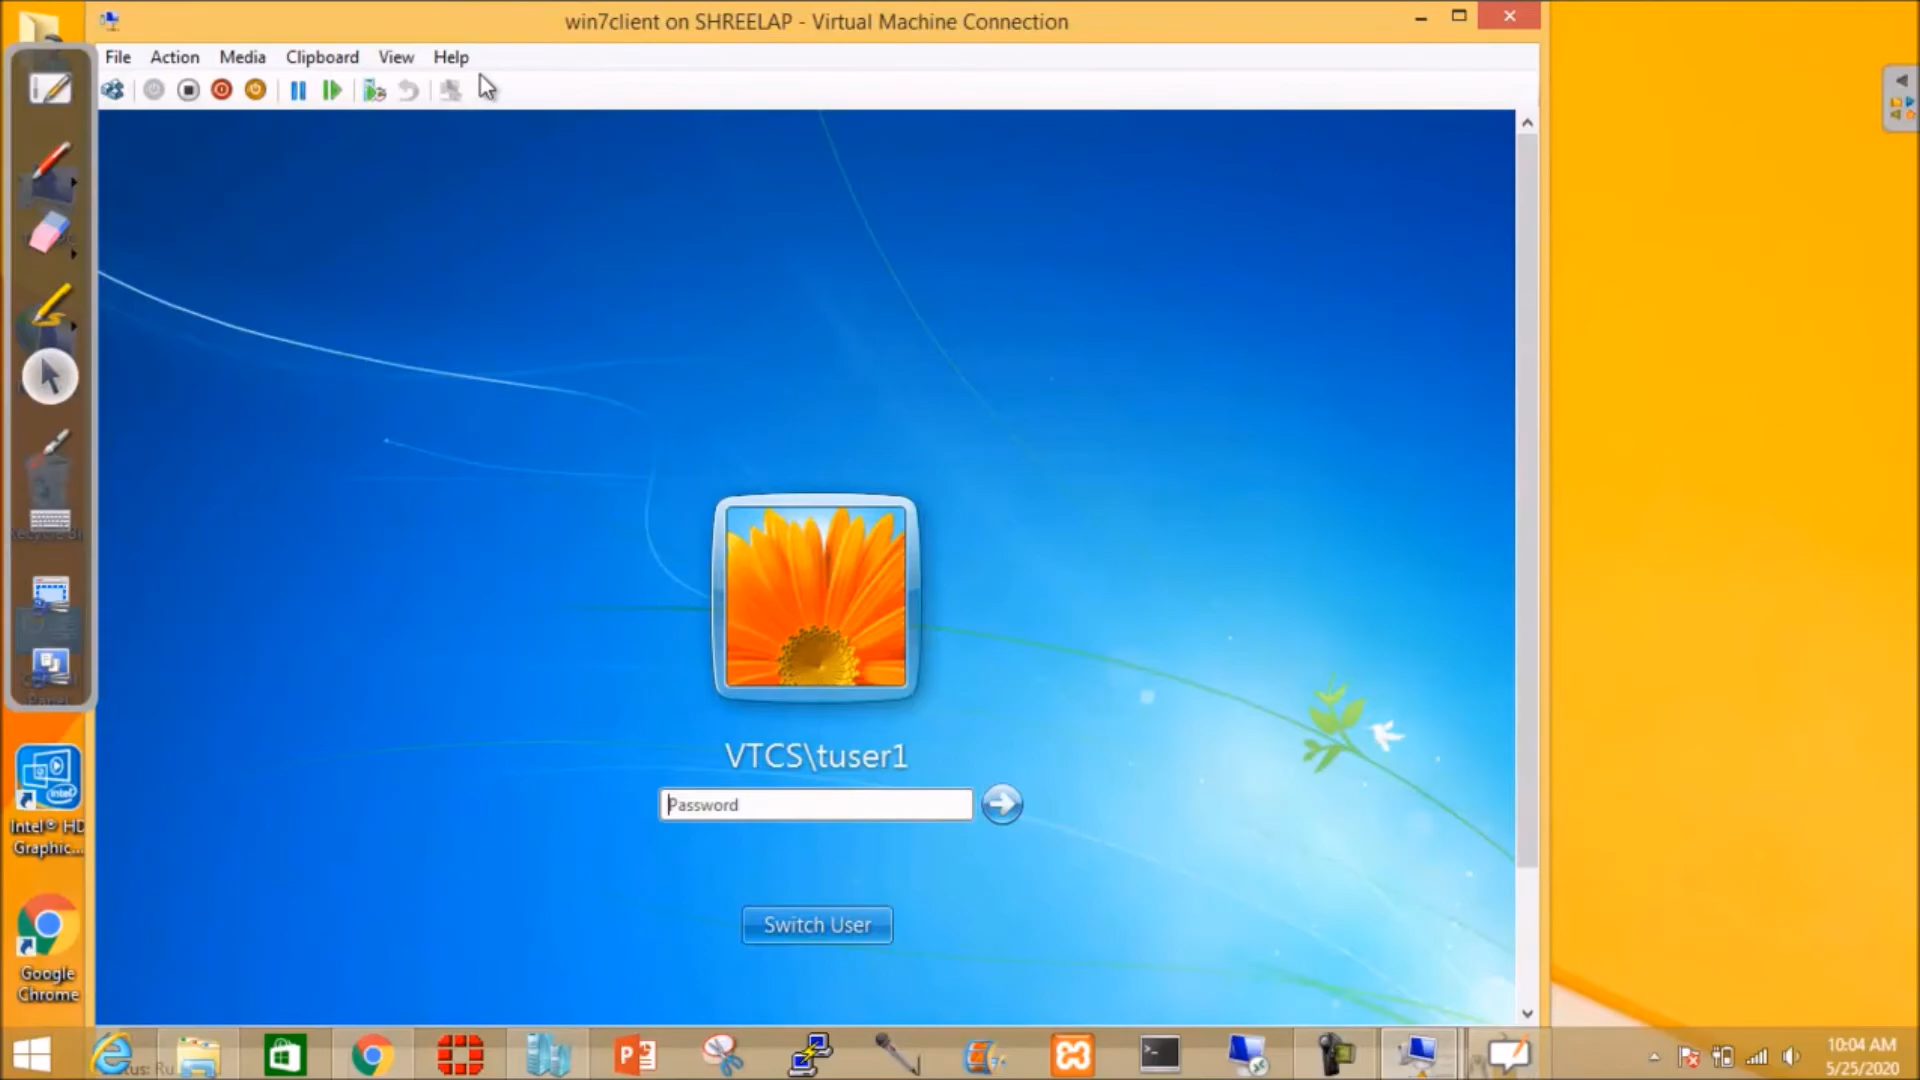 win7client on SHREELAP - Virtual Machine Connection
File Action Media Clipboard View Help
VTCS\tuser1
Password
Switch User
Intel® HD
Graphic...
Google
Chrome
10:04 AM
5/25/2020